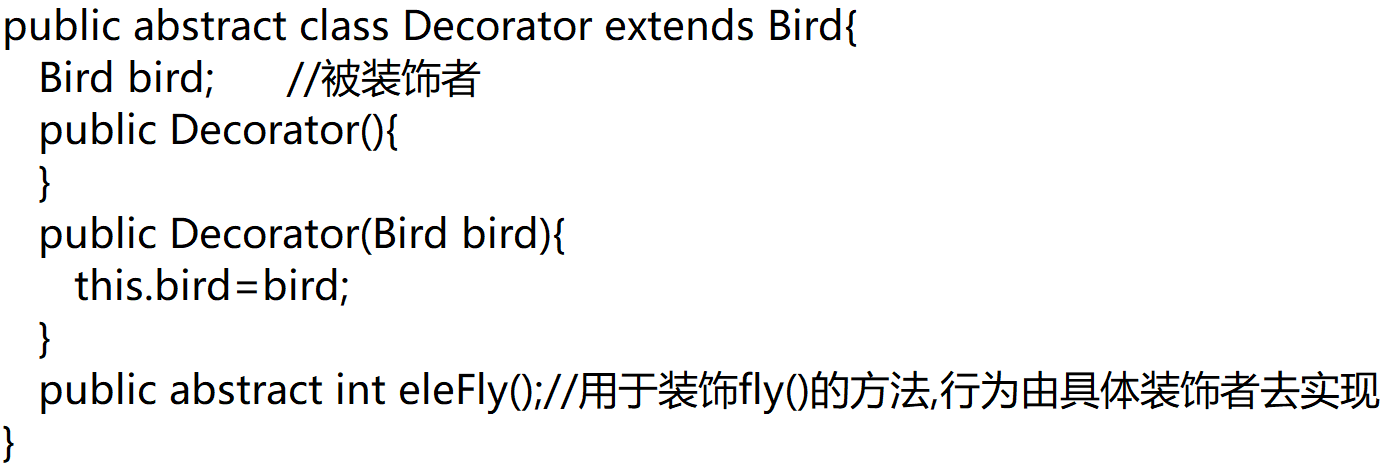 public abstract class Decorator extends Bird{
Bird bird; //被装饰者
public Decorator(){
}
public Decorator(Bird bird){
this.bird=bird;
}
public abstract int eleFly();//用于装饰fly()的方法,行为由具体装饰者去实现
}